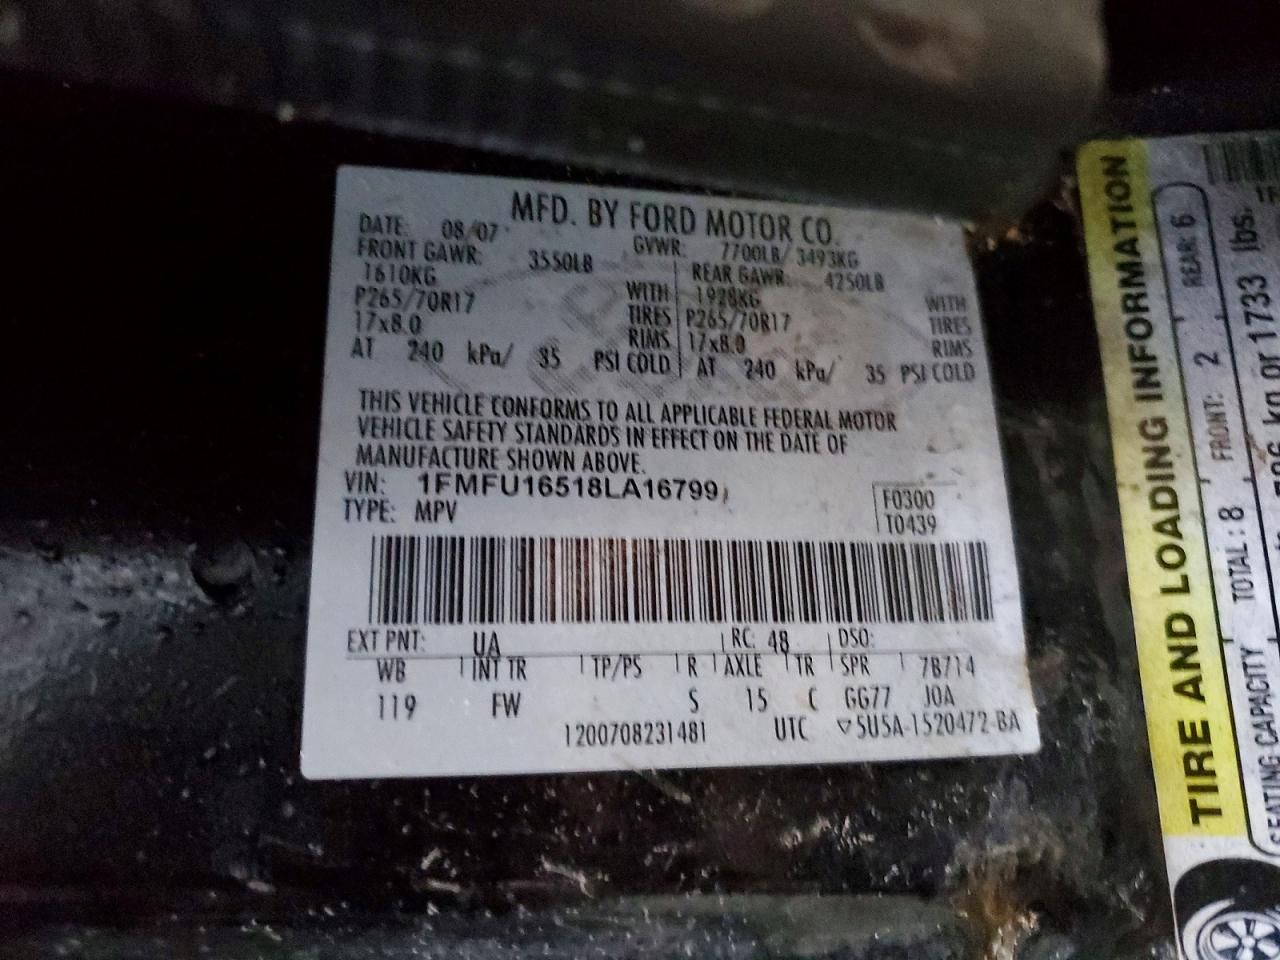 MFD. BY FORD MOTOR CO.
DATE: 08/07 GVWR: 7700LB/ 3493KG
FRONT GAWR: 3550LB REAR GAWR: 4250LB
1610KG WITH 1928KG WITH
P265/70R17 TIRES P265/70R17 TIRES
17x8.0 RIMS 17x8.0 RIMS
AT 240 kPa/ 35 PSI COLD AT 240 kPa/ 35 PSI COLD
THIS VEHICLE CONFORMS TO ALL APPLICABLE FEDERAL MOTOR
VEHICLE SAFETY STANDARDS IN EFFECT ON THE DATE OF
MANUFACTURE SHOWN ABOVE.
VIN: 1FMFU16518LA16799
TYPE: MPV
F0300
T0439
EXT PNT: UA RC: 48 DSO:
WB INT TR TP/PS R AXLE TR SPR 7B714
119 FW S 15 C GG77 J0A
1200708231481 UTC ▽5U5A-1520472-BA
TIRE AND LOADING INFORMATION
SEATING CAPACITY TOTAL: 8 FRONT: 2 REAR: 6
kg or 1733 lbs.